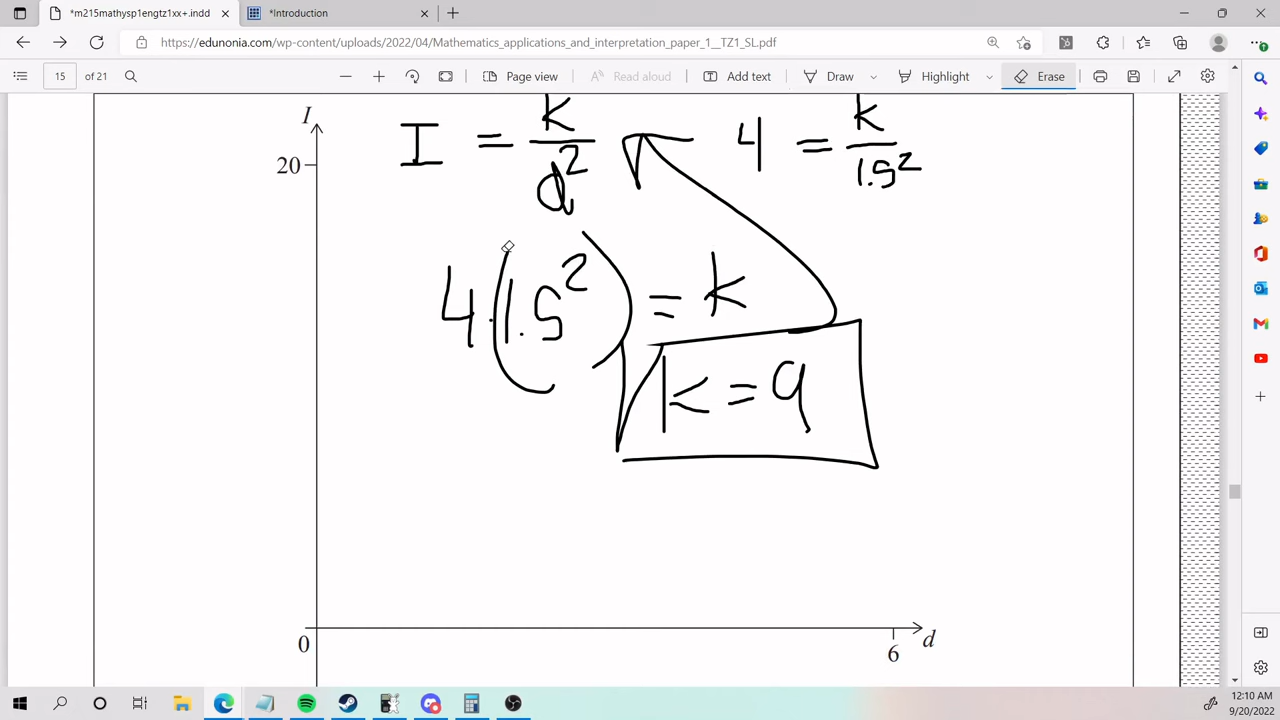 *m215mathysp1engtz1xx+.indd
*Introduction
https://edunonia.com/wp-content/uploads/2022/04/Mathematics_applications_and_interpretation_paper_1__TZ1_SL.pdf
15 of 21
Page view
Read aloud
Add text
Draw
Highlight
Erase
I
20
I = k/d²
4 = k/1.5²
4(1.5²) = k
k = 9
0
6
d
12:10 AM
9/20/2022